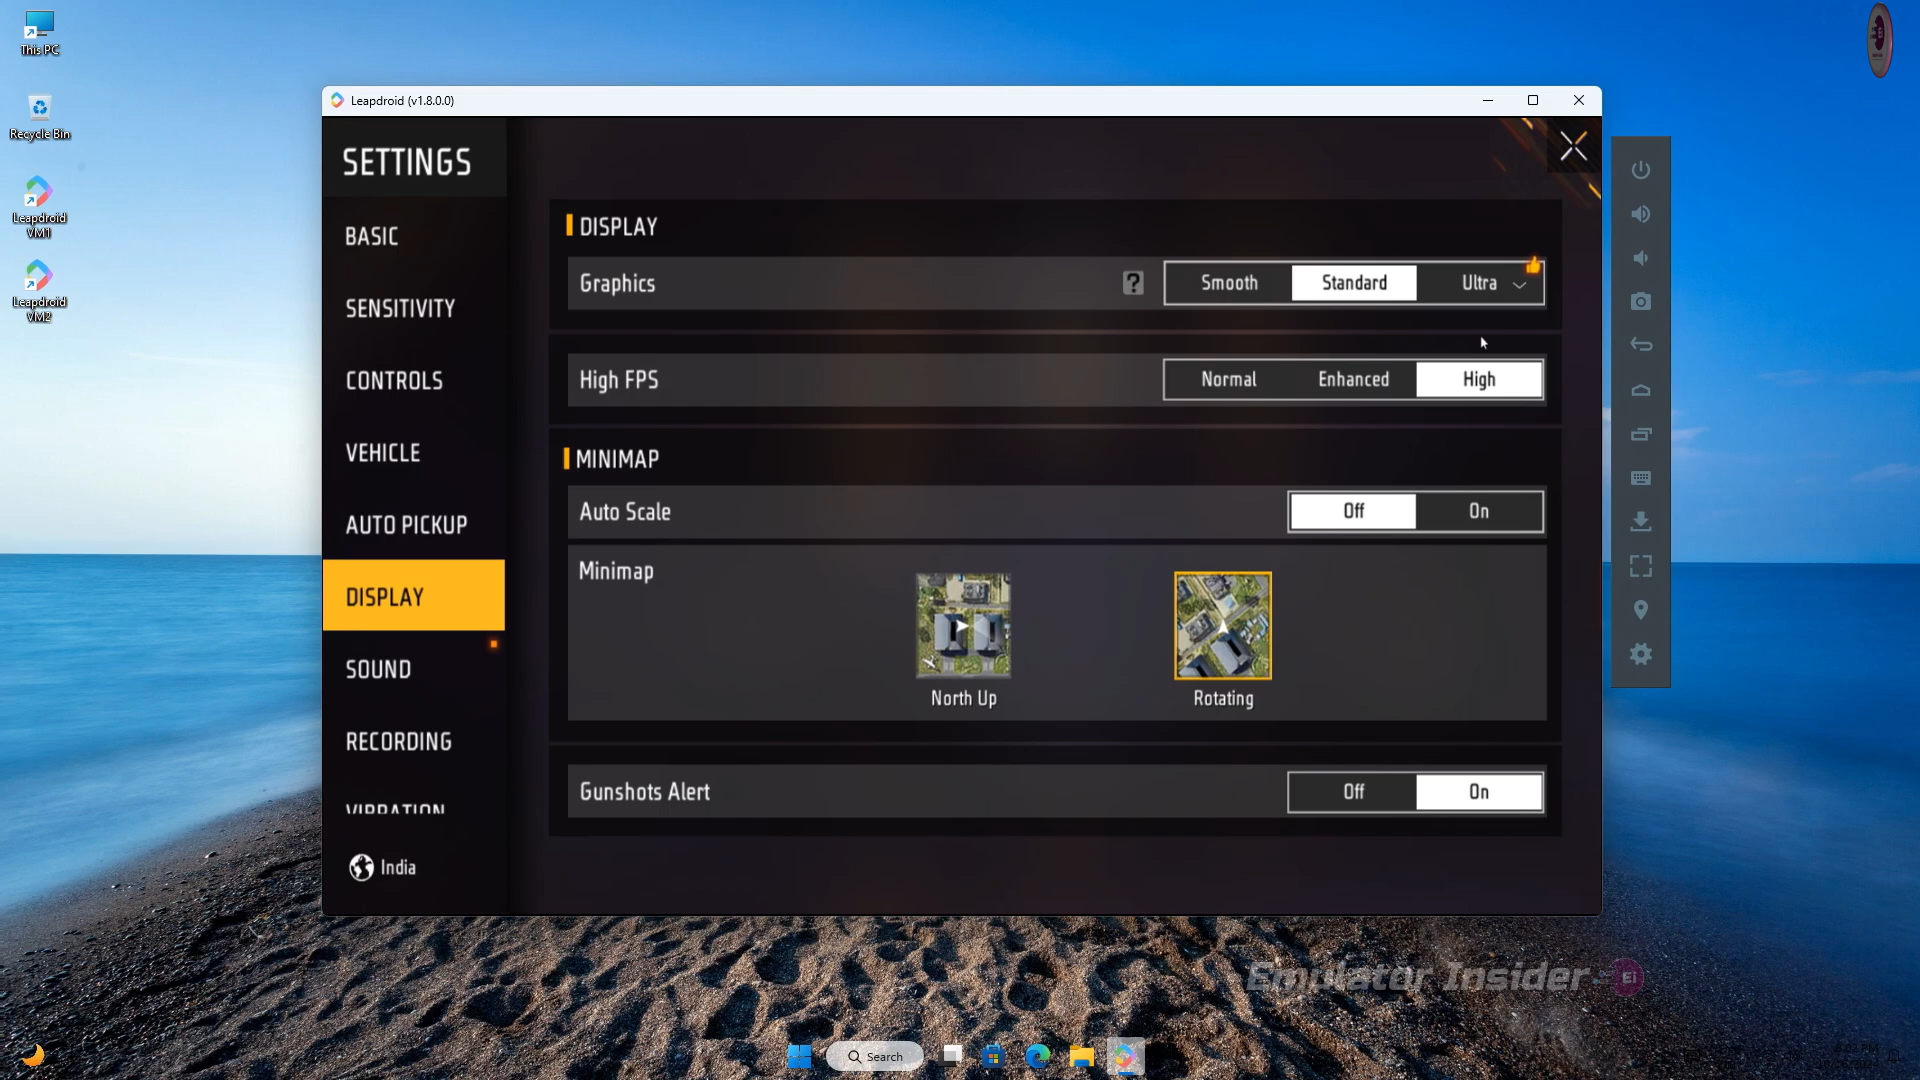 This PC
Recycle Bin
Leapdroid
VM1
Leapdroid
VM2
Leapdroid (v1.8.0.0)
SETTINGS
BASIC
SENSITIVITY
CONTROLS
VEHICLE
AUTO PICKUP
DISPLAY
SOUND
RECORDING
VIBRATION
India
DISPLAY
Graphics
?
Smooth
Standard
Ultra
High FPS
Normal
Enhanced
High
MINIMAP
Auto Scale
Off
On
Minimap
North Up
Rotating
Gunshots Alert
Off
On
Emulator Insider
Ei
Search